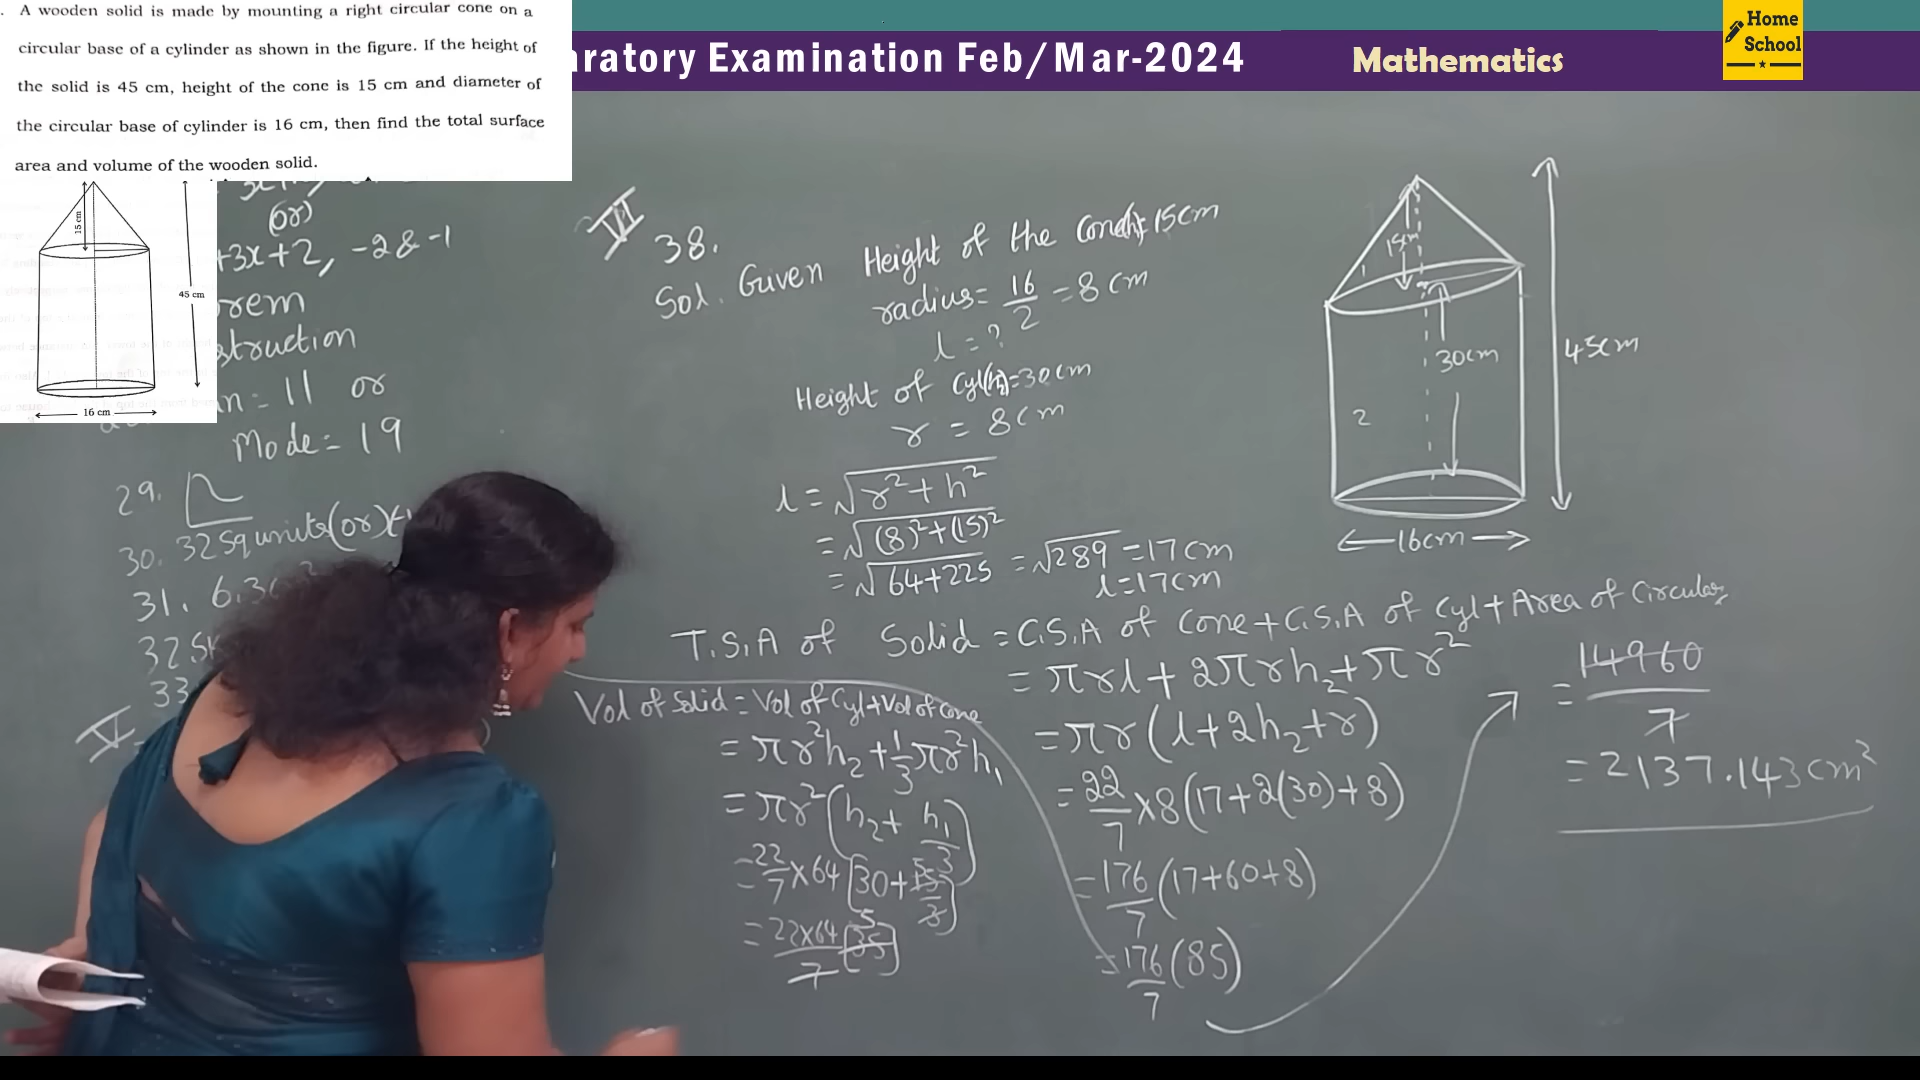 . A wooden solid is made by mounting a right circular cone on a
circular base of a cylinder as shown in the figure. If the height of
the solid is 45 cm, height of the cone is 15 cm and diameter of
the circular base of cylinder is 16 cm, then find the total surface
area and volume of the wooden solid.
15 cm
45 cm
16 cm
aratory Examination Feb/Mar-2024
Mathematics
Home
School
(or)
+3x+2, -2 & -1
orem
struction
n = 11 or
Mode = 19
29.
30. 32 sq units (or)
31. 6.3
32.
33
V
VI
38.
Sol. Given Height of the Cone(h₁)=15cm
radius = 16/2 = 8cm
l = ?
Height of Cyl(h₂)=30cm
r = 8cm
l = √r²+h²
= √(8)²+(15)²
= √64+225 = √289 = 17cm
l=17cm
15cm
30cm
45cm
2
16cm
T.S.A of Solid = C.S.A of Cone + C.S.A of Cyl + Area of Circular
= πrl + 2πrh₂ + πr²
= πr(l+2h₂+r)
= 22/7 × 8(17+2(30)+8)
= 176/7 (17+60+8)
= 176/7 (85)
= 14960/7
= 2137.143cm²
Vol of Solid = Vol of Cyl + Vol of Cone
= πr²h₂ + 1/3 πr²h₁
= πr²(h₂ + h₁/3)
= 22/7 × 64 [30 + 15/3]
= 22×64/7 [35]